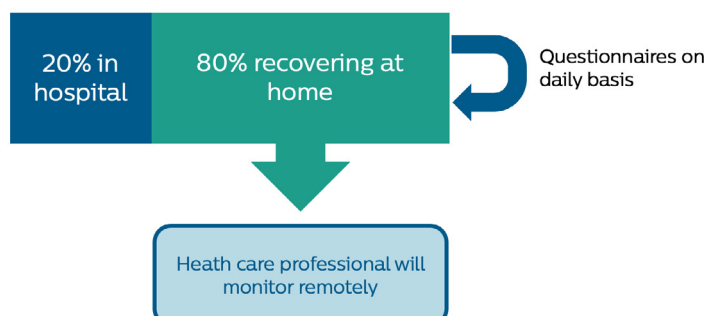 20% in
hospital
80% recovering at
home
Questionnaires on
daily basis
Heath care professional will
monitor remotely